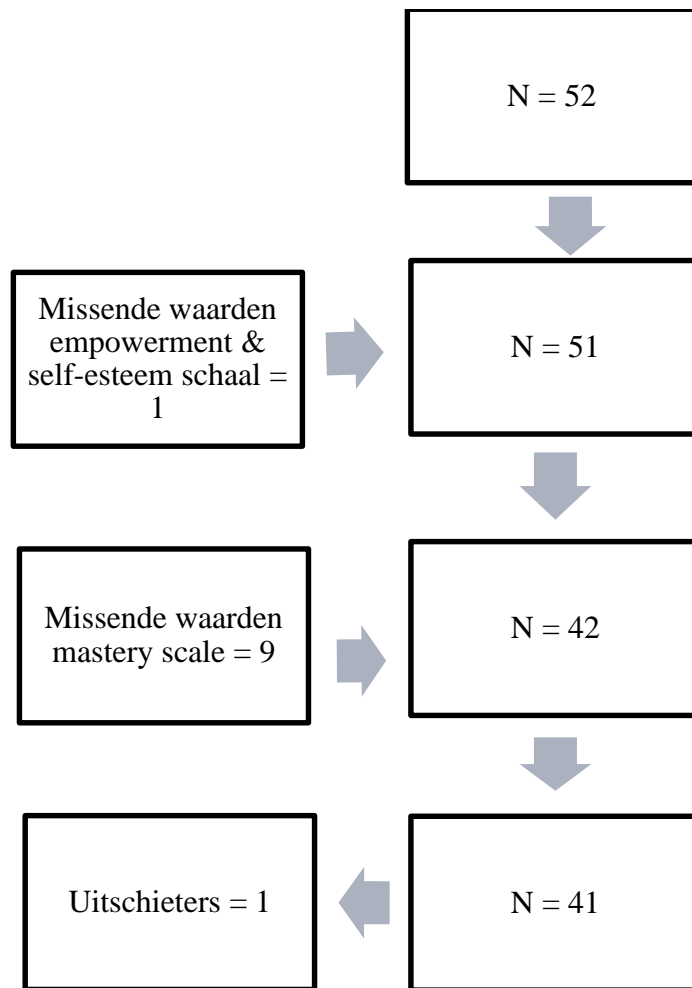 N = 52
Missende waarden
empowerment &
self-esteem schaal =
1
N = 51
Missende waarden
mastery scale = 9
N = 42
Uitschieters = 1
N = 41